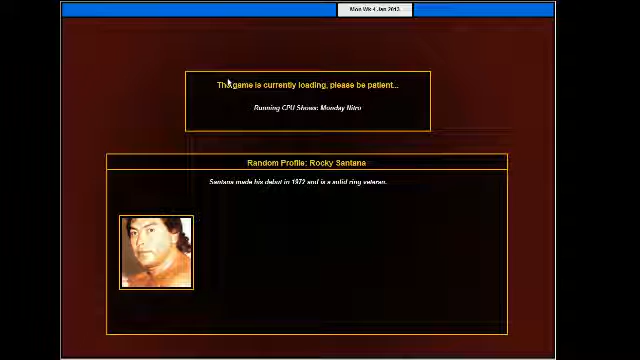 Mon Wk 4 Jan 2013
The game is currently loading, please be patient...
Running CPU Shows: Monday Nitro
Random Profile: Rocky Santana
Santana made his debut in 1972 and is a solid ring veteran.